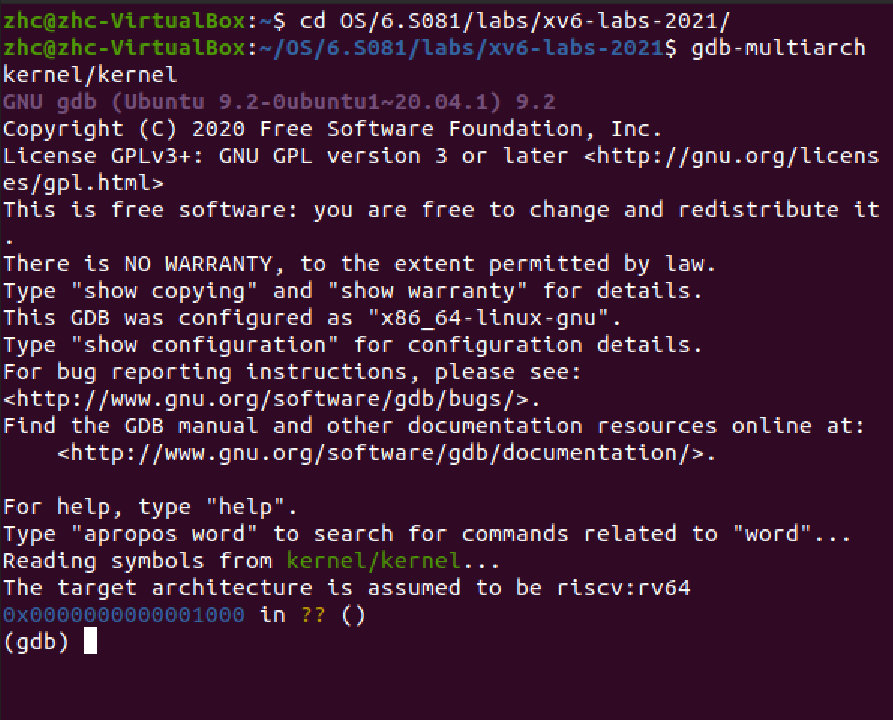 zhc@zhc-VirtualBox:~$ cd OS/6.S081/labs/xv6-labs-2021/
zhc@zhc-VirtualBox:~/OS/6.S081/labs/xv6-labs-2021$ gdb-multiarch
kernel/kernel
GNU gdb (Ubuntu 9.2-0ubuntu1~20.04.1) 9.2
Copyright (C) 2020 Free Software Foundation, Inc.
License GPLv3+: GNU GPL version 3 or later <http://gnu.org/licens
es/gpl.html>
This is free software: you are free to change and redistribute it
.
There is NO WARRANTY, to the extent permitted by law.
Type "show copying" and "show warranty" for details.
This GDB was configured as "x86_64-linux-gnu".
Type "show configuration" for configuration details.
For bug reporting instructions, please see:
<http://www.gnu.org/software/gdb/bugs/>.
Find the GDB manual and other documentation resources online at:
    <http://www.gnu.org/software/gdb/documentation/>.

For help, type "help".
Type "apropos word" to search for commands related to "word"...
Reading symbols from kernel/kernel...
The target architecture is assumed to be riscv:rv64
0x0000000000001000 in ?? ()
(gdb)